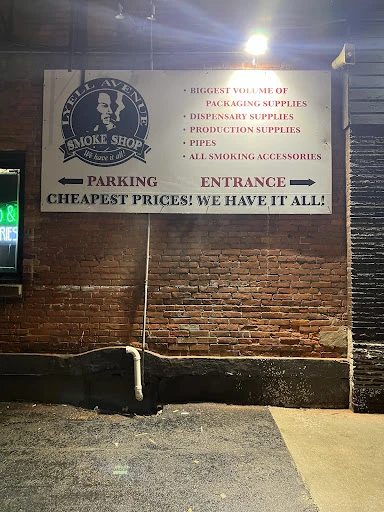 LYELL AVENUE
SMOKE SHOP
We have it all!
• BIGGEST VOLUME OF
PACKAGING SUPPLIES
• DISPENSARY SUPPLIES
• PRODUCTION SUPPLIES
• PIPES
• ALL SMOKING ACCESSORIES
PARKING ENTRANCE
CHEAPEST PRICES! WE HAVE IT ALL!
&
RIES